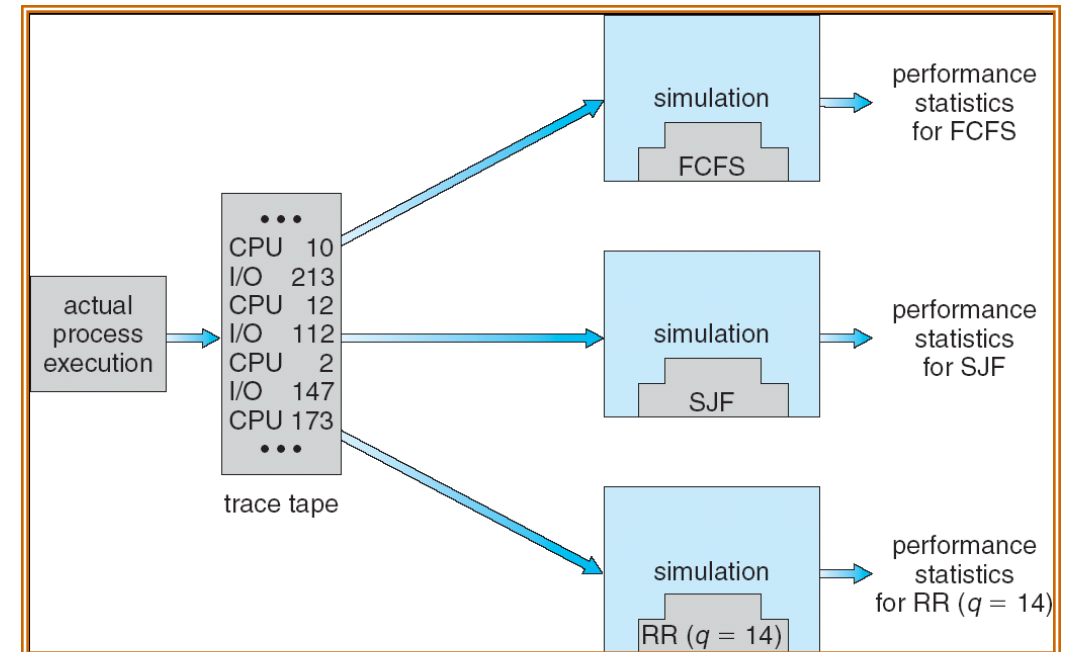 actual
process
execution
•••
CPU 10
I/O 213
CPU 12
I/O 112
CPU 2
I/O 147
CPU 173
•••
trace tape
simulation
FCFS
performance
statistics
for FCFS
simulation
SJF
performance
statistics
for SJF
simulation
RR (q = 14)
performance
statistics
for RR (q = 14)